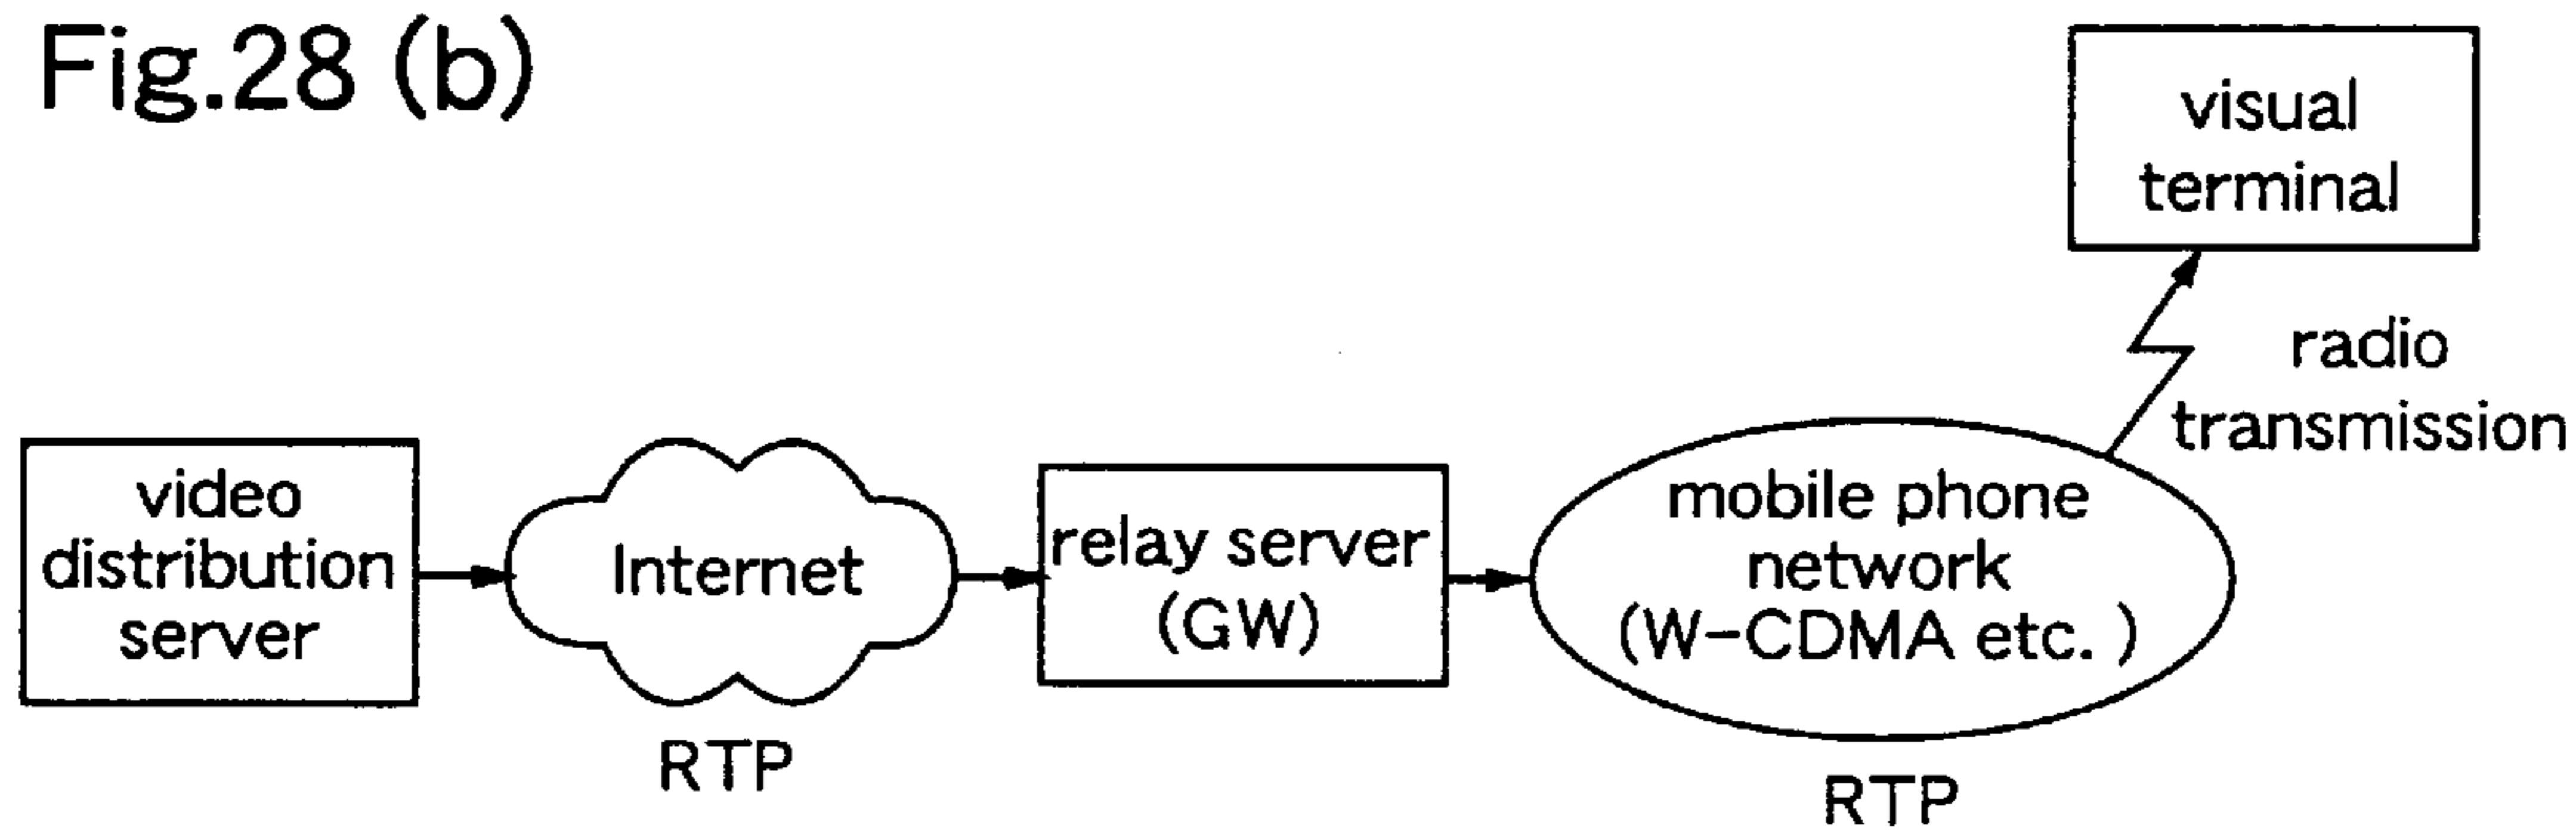 Fig.28 (b)
visual
terminal
radio
transmission
video
distribution
server
Internet
RTP
relay server
(GW)
mobile phone
network
(W-CDMA etc. )
RTP